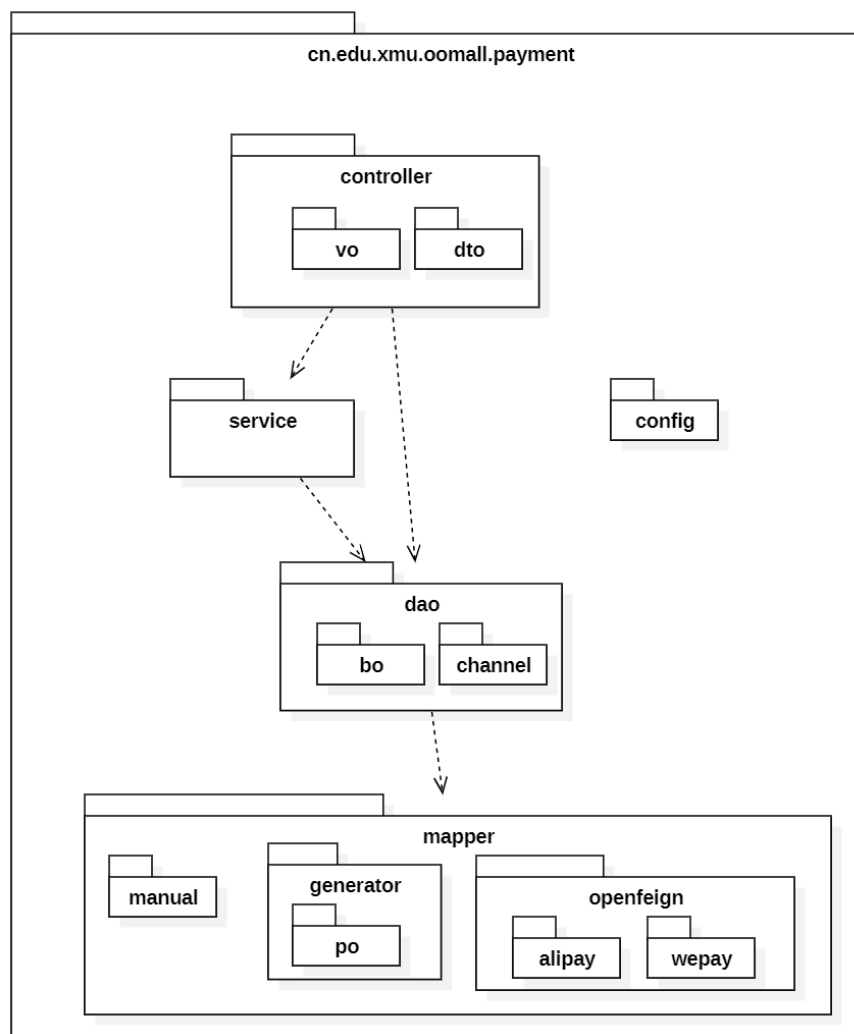 cn.edu.xmu.oomall.payment
controller
vo
dto
service
config
dao
bo
channel
mapper
manual
generator
po
openfeign
alipay
wepay